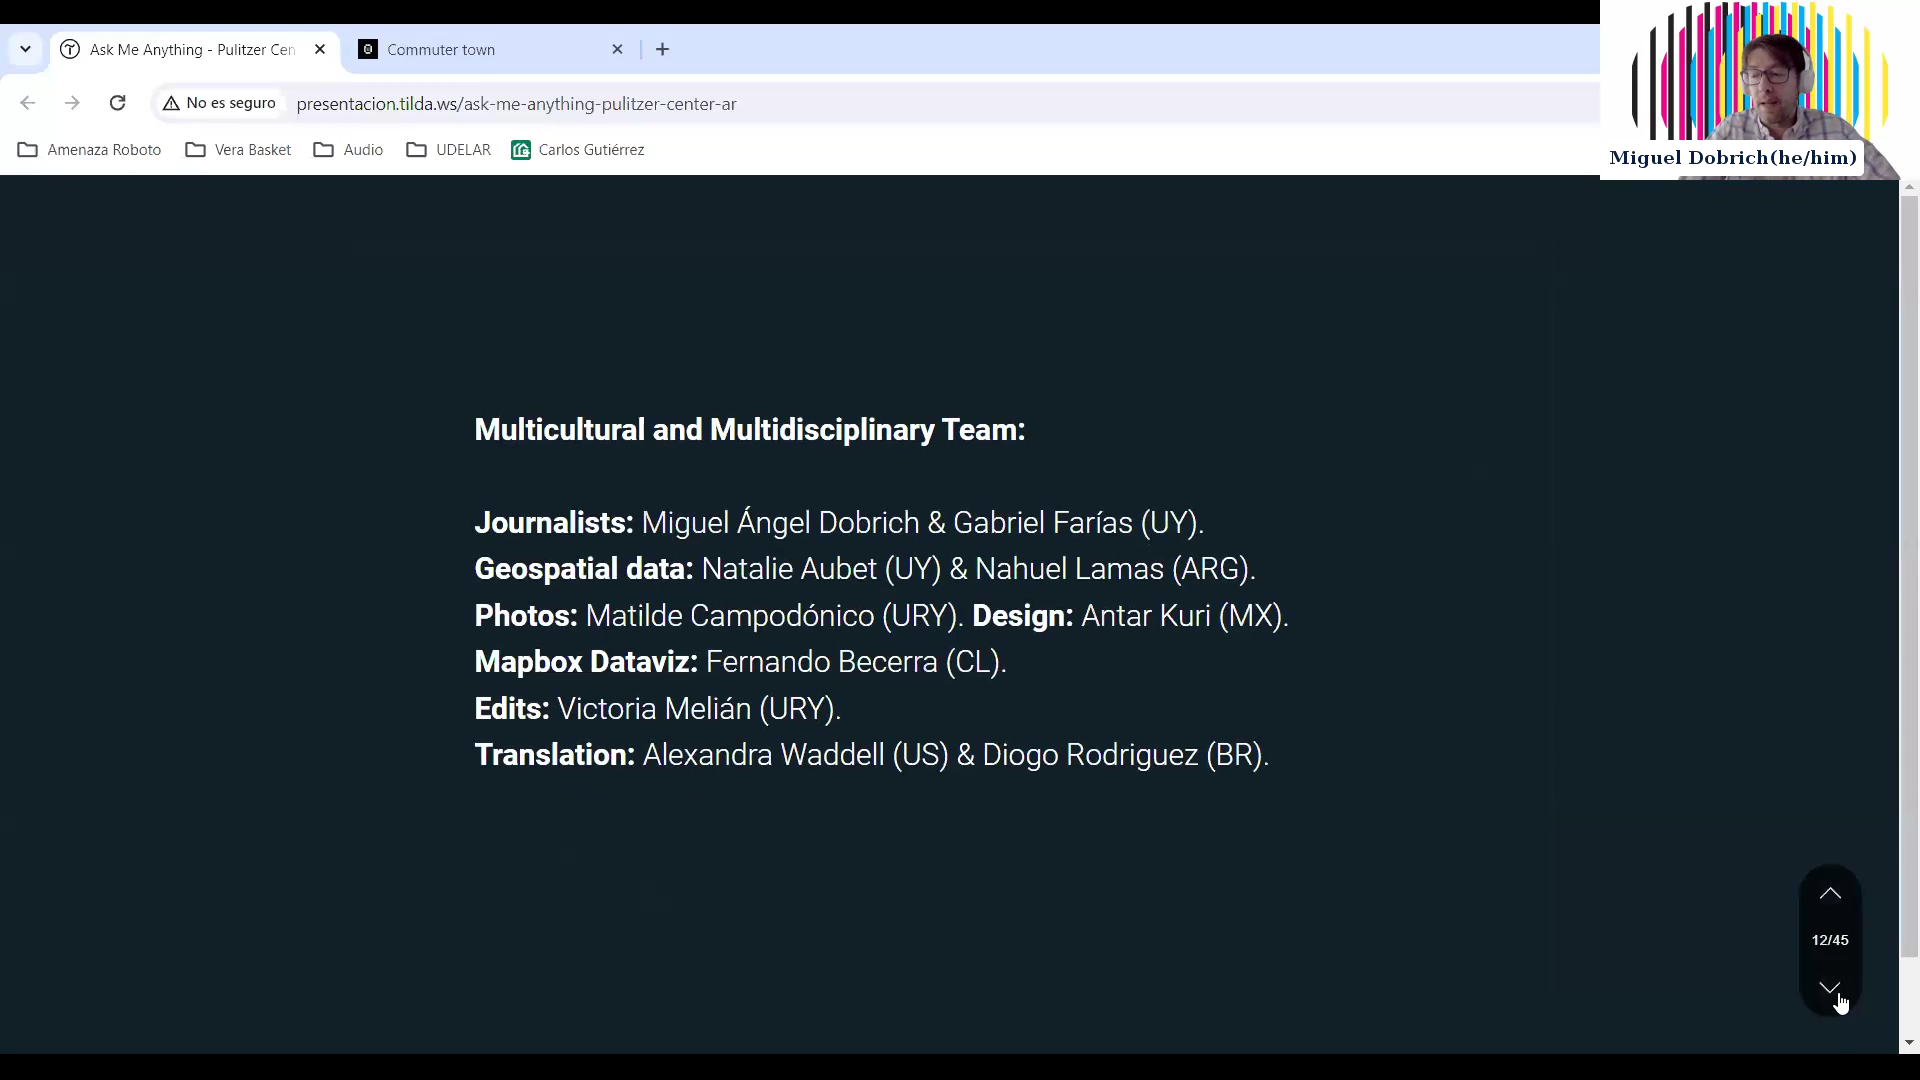 Ask Me Anything - Pulitzer Cen
Commuter town
No es seguro
presentacion.tilda.ws/ask-me-anything-pulitzer-center-ar
Amenaza Roboto
Vera Basket
Audio
UDELAR
Carlos Gutiérrez
Miguel Dobrich(he/him)
Multicultural and Multidisciplinary Team:
Journalists: Miguel Ángel Dobrich & Gabriel Farías (UY).
Geospatial data: Natalie Aubet (UY) & Nahuel Lamas (ARG).
Photos: Matilde Campodónico (URY). Design: Antar Kuri (MX).
Mapbox Dataviz: Fernando Becerra (CL).
Edits: Victoria Melián (URY).
Translation: Alexandra Waddell (US) & Diogo Rodriguez (BR).
12/45